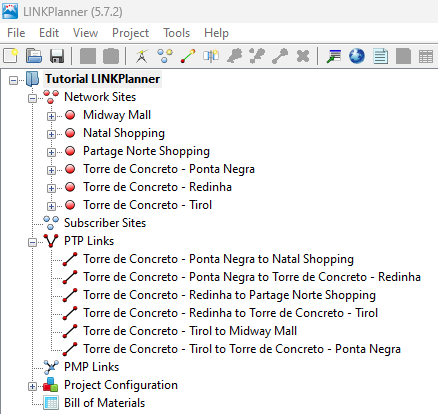 LINKPlanner (5.7.2)
File Edit View Project Tools Help
Tutorial LINKPlanner
Network Sites
Midway Mall
Natal Shopping
Partage Norte Shopping
Torre de Concreto - Ponta Negra
Torre de Concreto - Redinha
Torre de Concreto - Tirol
Subscriber Sites
PTP Links
Torre de Concreto - Ponta Negra to Natal Shopping
Torre de Concreto - Ponta Negra to Torre de Concreto - Redinha
Torre de Concreto - Redinha to Partage Norte Shopping
Torre de Concreto - Redinha to Torre de Concreto - Tirol
Torre de Concreto - Tirol to Midway Mall
Torre de Concreto - Tirol to Torre de Concreto - Ponta Negra
PMP Links
Project Configuration
Bill of Materials